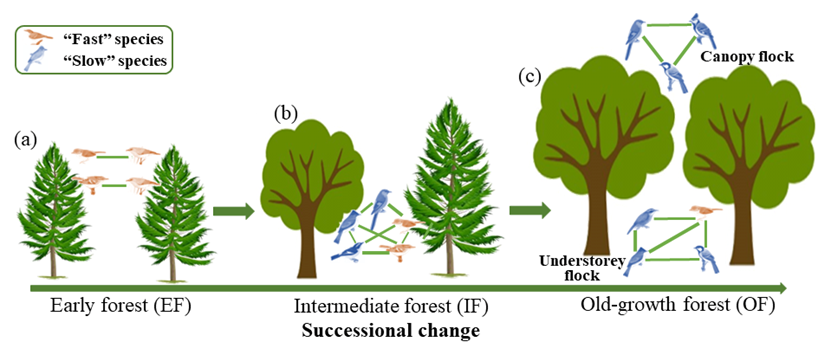 “Fast” species
“Slow” species
(a)
(b)
(c)
Canopy flock
Understorey
flock
Early forest (EF)
Intermediate forest (IF)
Old-growth forest (OF)
Successional change